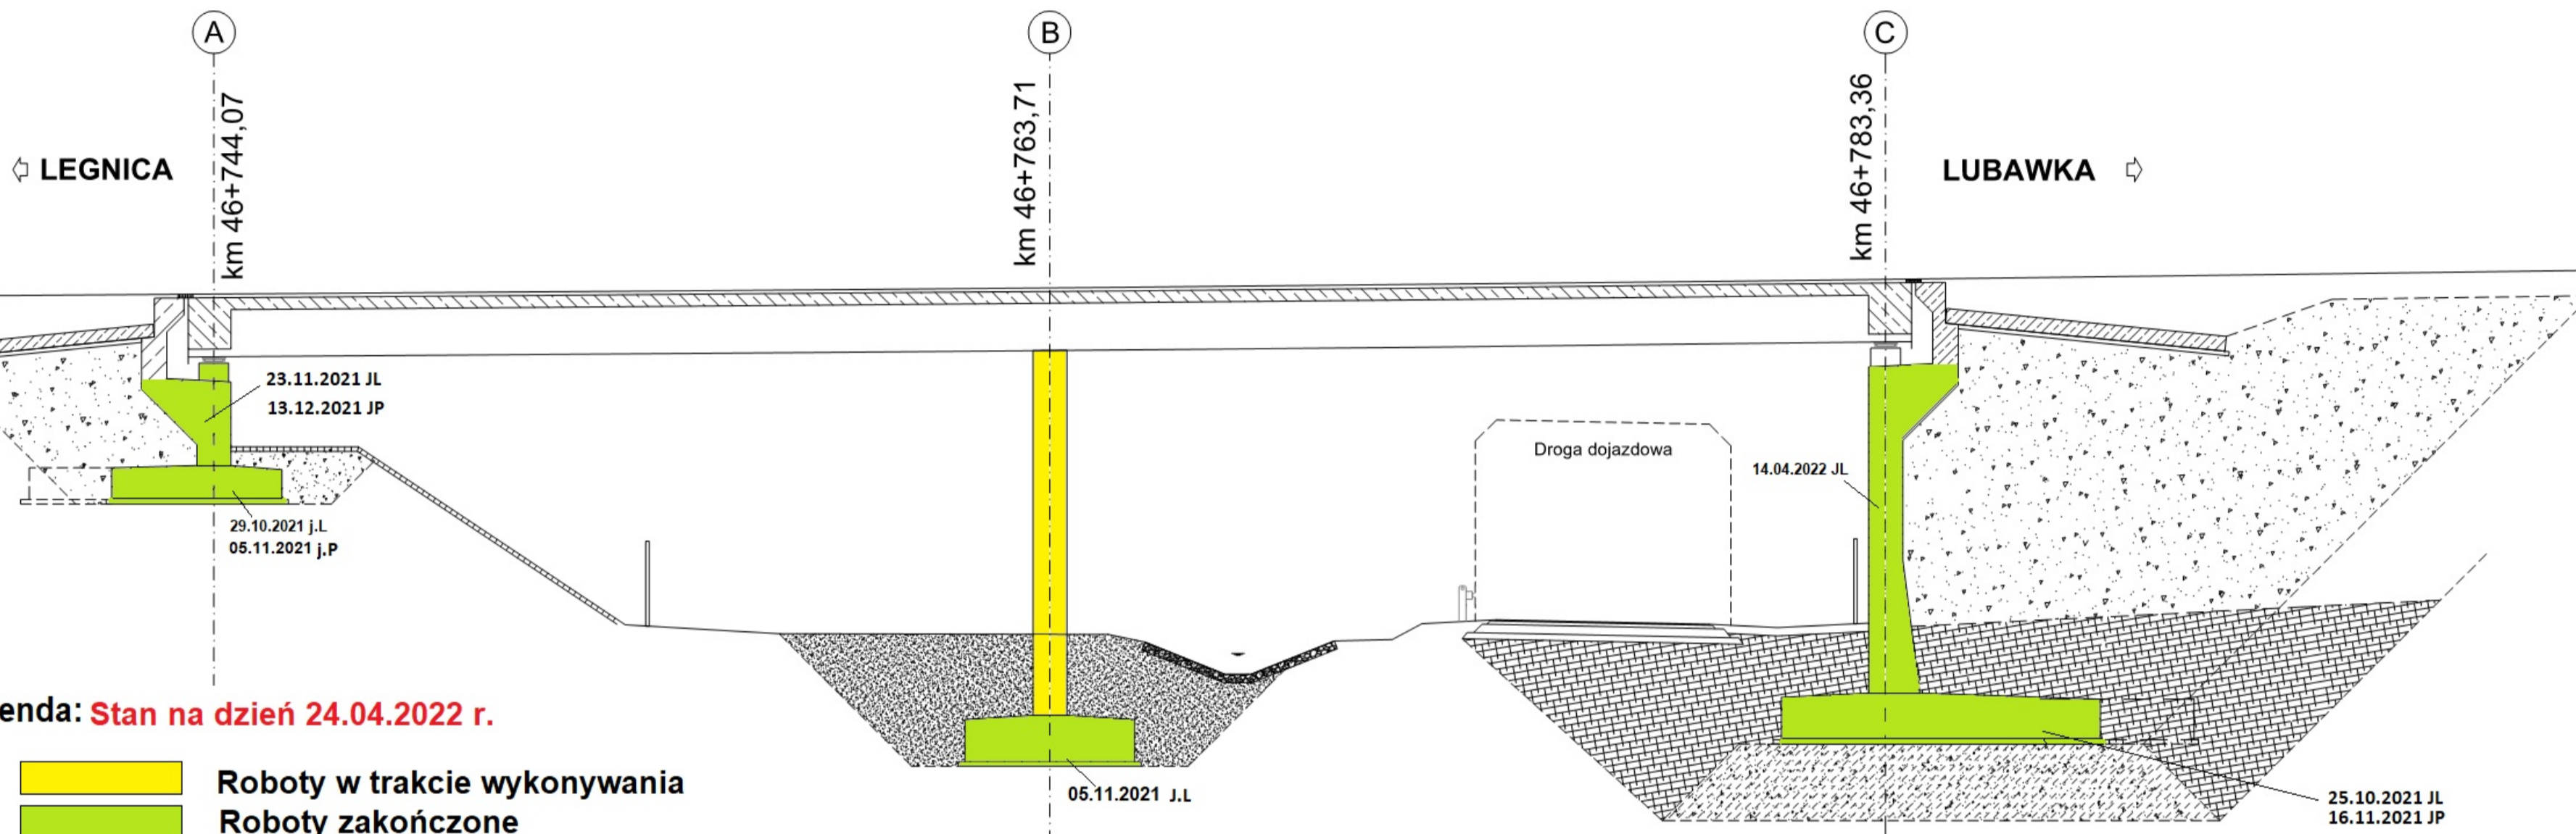 A
B
C
km 46+744,07
km 46+763,71
km 46+783,36
LEGNICA
LUBAWKA
23.11.2021 JL
13.12.2021 JP
Droga dojazdowa
14.04.2022 JL
29.10.2021 j.L
05.11.2021 j.P
enda: Stan na dzień 24.04.2022 r.
Roboty w trakcie wykonywania
05.11.2021 J.L
Roboty zakończone
25.10.2021 JL
16.11.2021 JP